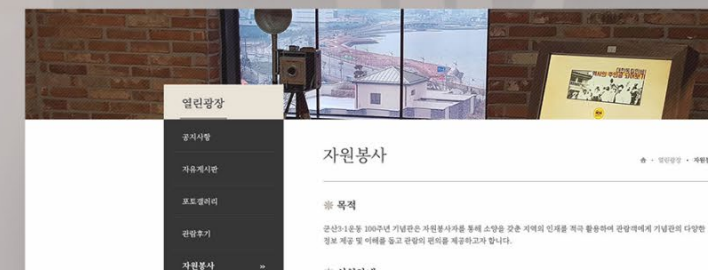 열린광장
공지사항
자유게시판
포토갤러리
관람후기
자원봉사 »
자원봉사
열린광장
목적
군산3·1운동 100주년 기념관은 자원봉사자를 통해 소양을 갖춘 지역의 인재를 적극 활용하여 관람객에게 기념관의 다양한
정보 제공 및 이해를 돕고 관람의 편의를 제공하고자 합니다.